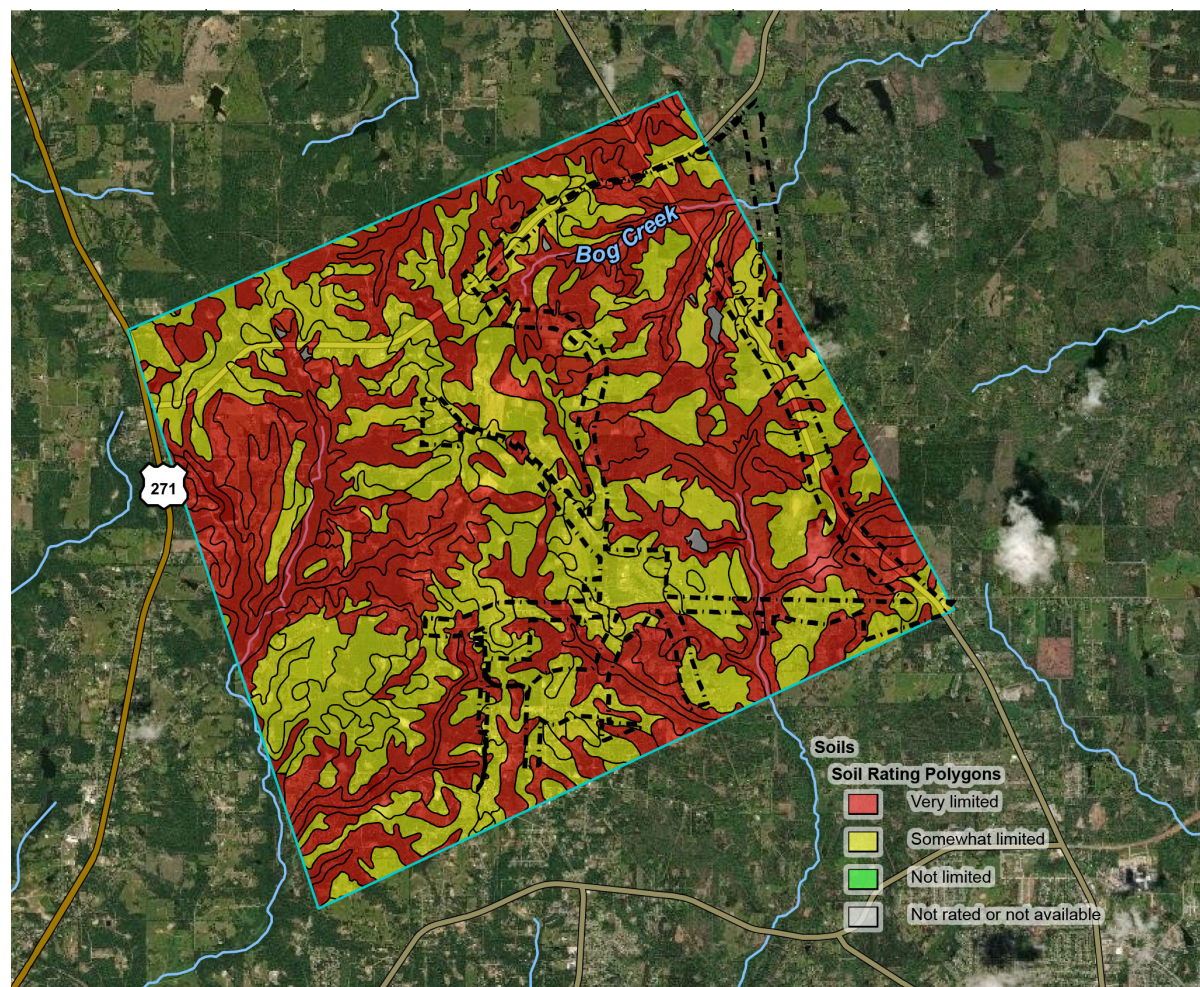 Bog Creek
271
Soils
Soil Rating Polygons
Very limited
Somewhat limited
Not limited
Not rated or not available